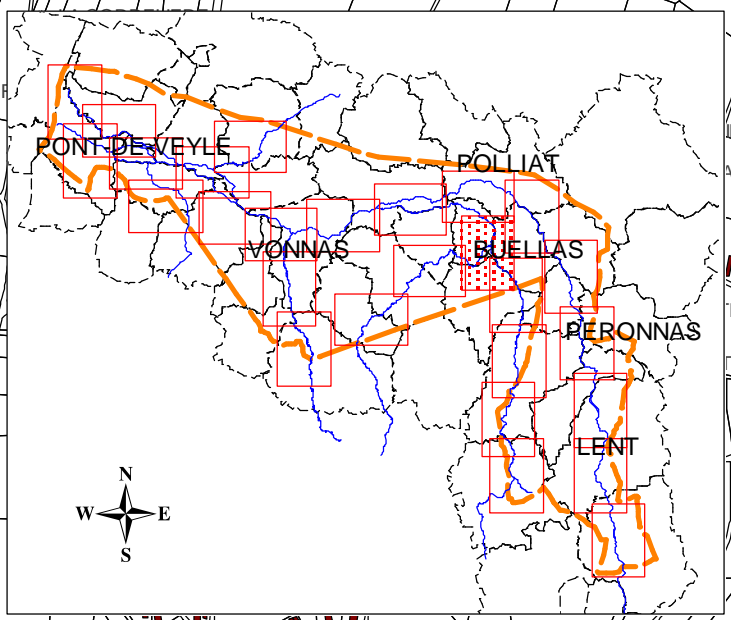 PONT-DE-VEYLE
POLLIAT
VONNAS
BUELLAS
PERONNAS
LENT
N
W
E
S